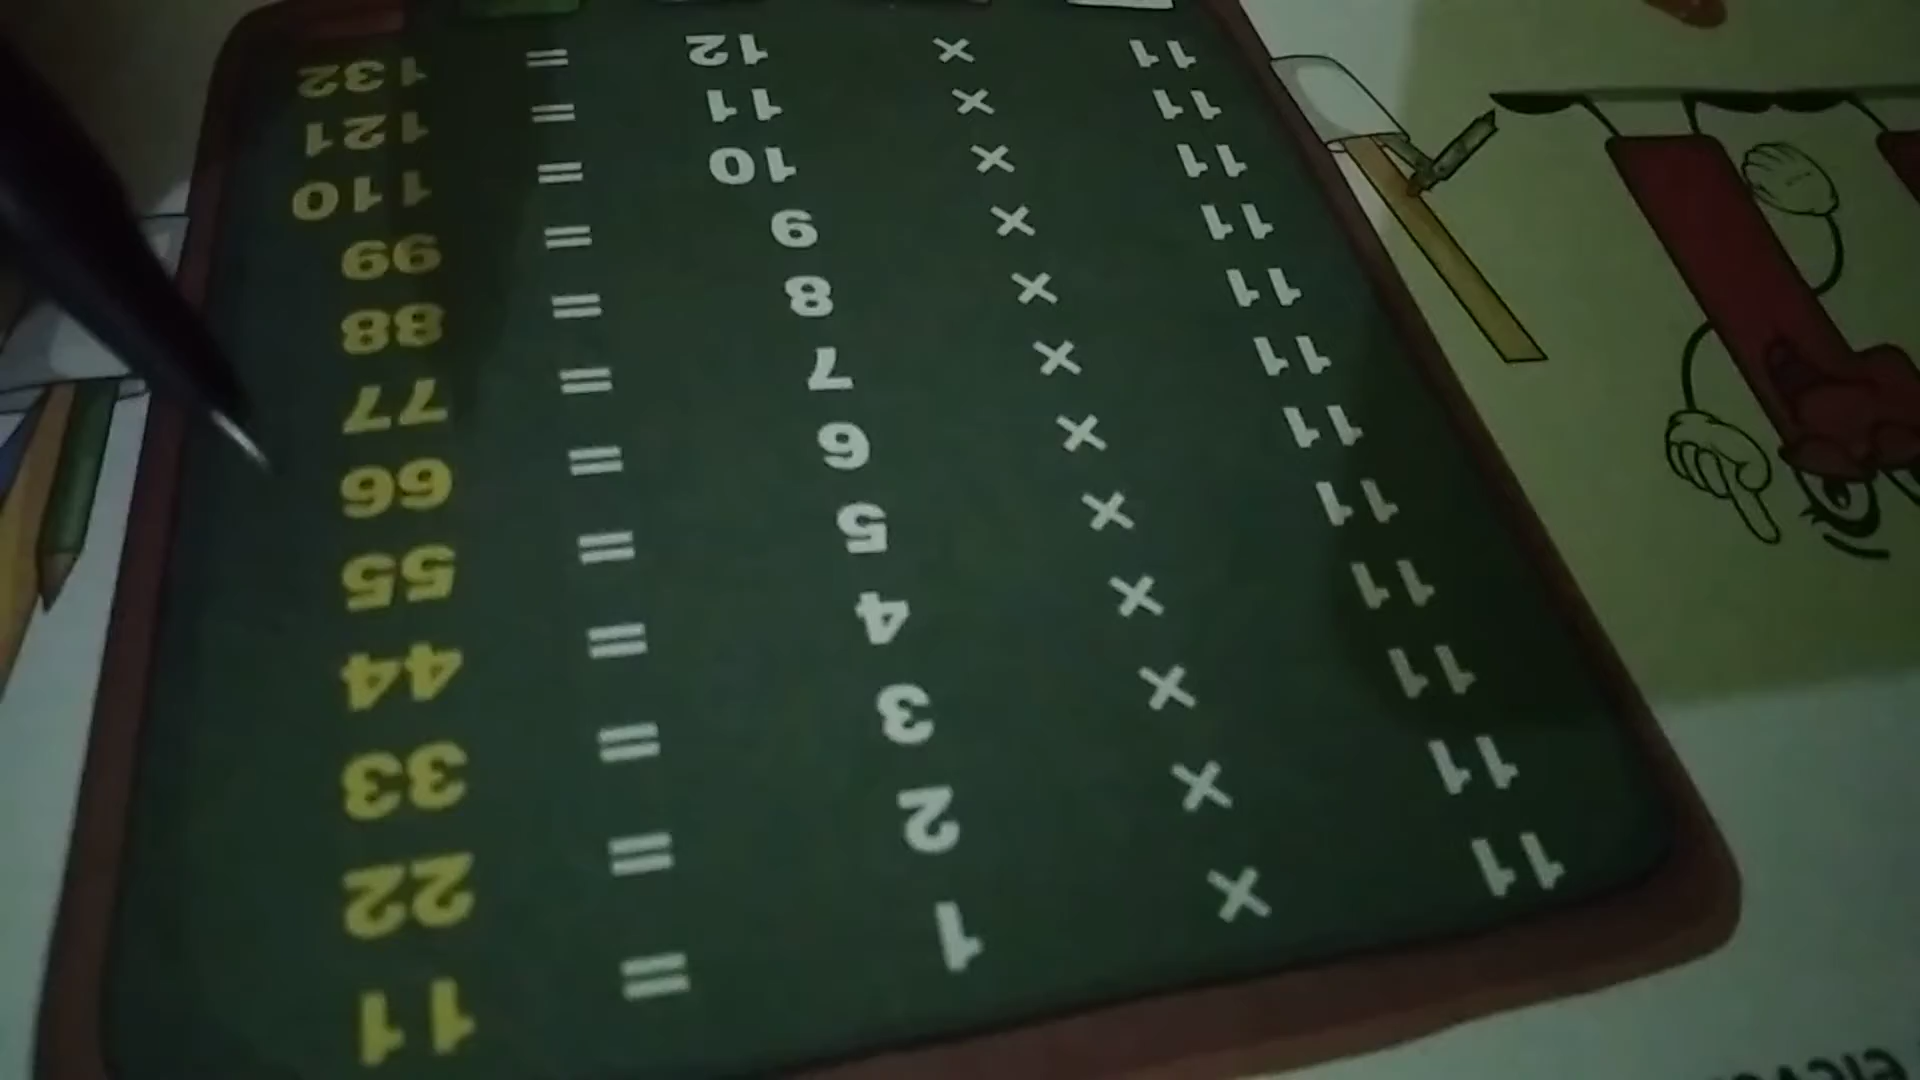 11 × 1 = 11
11 × 2 = 22
11 × 3 = 33
11 × 4 = 44
11 × 5 = 55
11 × 6 = 66
11 × 7 = 77
11 × 8 = 88
11 × 9 = 99
11 × 10 = 110
11 × 11 = 121
11 × 12 = 132